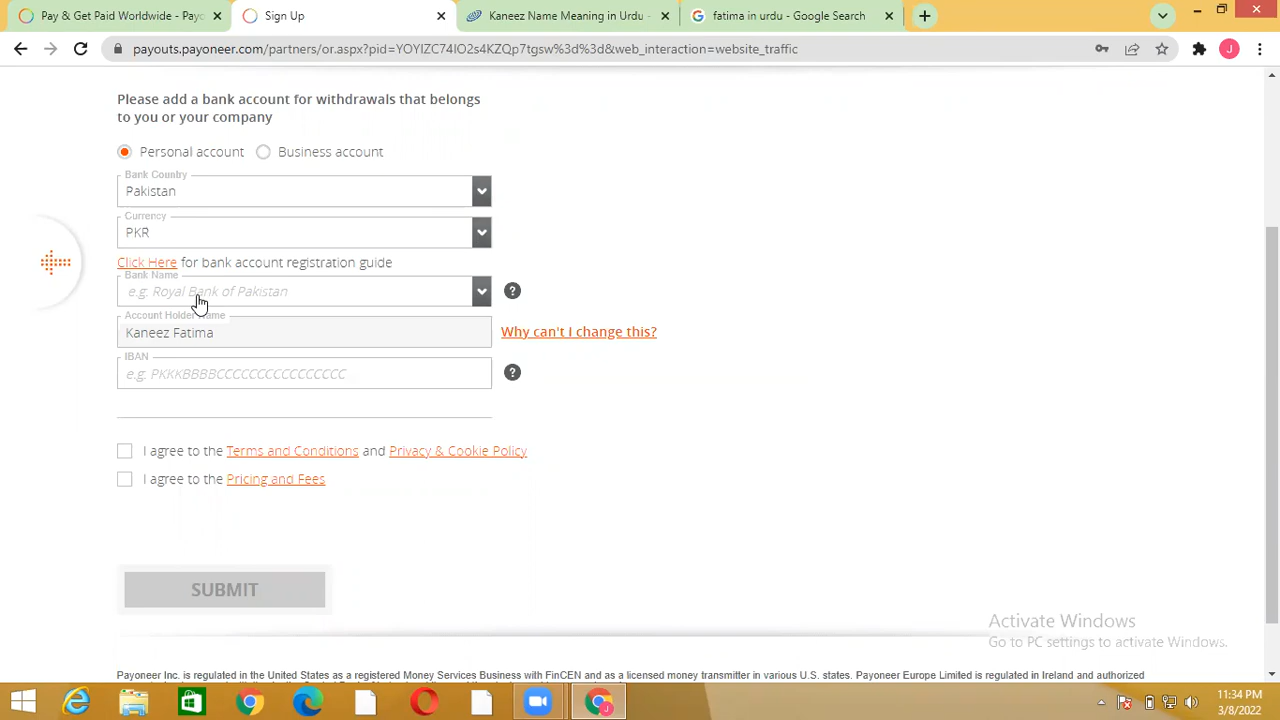 Pay & Get Paid Worldwide - Payo
Sign Up
Kaneez Name Meaning in Urdu -
fatima in urdu - Google Search
payouts.payoneer.com/partners/or.aspx?pid=YOYIZC74IO2s4KZQp7tgsw%3d%3d&web_interaction=website_traffic
J
Please add a bank account for withdrawals that belongs
to you or your company
Personal account
Business account
Bank Country
Pakistan
Currency
PKR
Click Here for bank account registration guide
Bank Name
e.g: Royal Bank of Pakistan
?
Account Holder Name
Kaneez Fatima
Why can't I change this?
IBAN
e.g. PKKKBBBBCCCCCCCCCCCCCCCC
?
I agree to the Terms and Conditions and Privacy & Cookie Policy
I agree to the Pricing and Fees
SUBMIT
Activate Windows
Go to PC settings to activate Windows.
Payoneer Inc. is regulated in the United States as a registered Money Services Business with FinCEN and as a licensed money transmitter in various U.S. states. Payoneer Europe Limited is regulated in Ireland and authorized
11:34 PM
3/8/2022